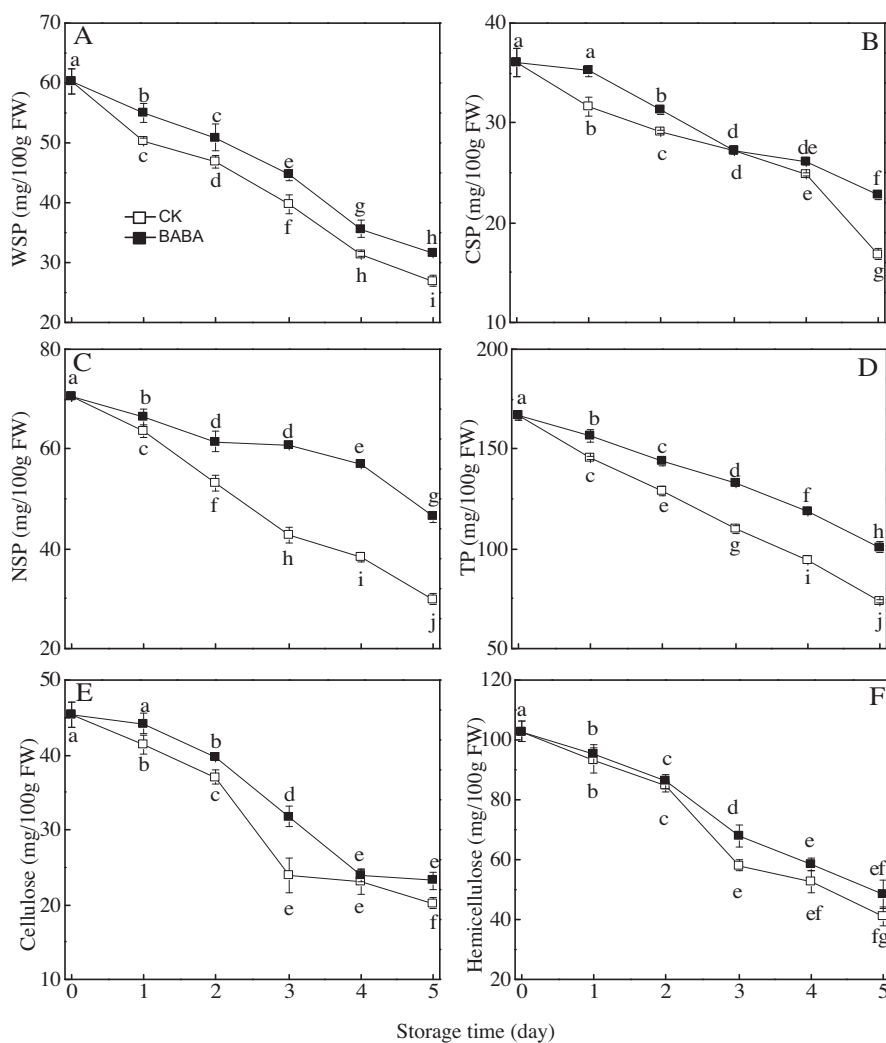 A
WSP (mg/100g FW)
70
60
50
40
30
20
a
b
c
e
g
h
c
d
f
h
i
CK
BABA
B
CSP (mg/100g FW)
40
30
20
10
a
a
b
d
de
f
b
c
d
e
g
C
NSP (mg/100g FW)
80
60
40
20
a
b
d
d
e
g
c
f
h
i
j
D
TP (mg/100g FW)
200
150
100
50
a
b
c
d
f
h
c
e
g
i
j
E
Cellulose (mg/100g FW)
50
40
30
20
10
a
a
b
d
e
e
b
c
e
e
f
0 1 2 3 4 5
F
Hemicellulose (mg/100g FW)
120
100
80
60
40
20
a
b
c
d
e
ef
b
c
e
ef
fg
0 1 2 3 4 5
Storage time (day)